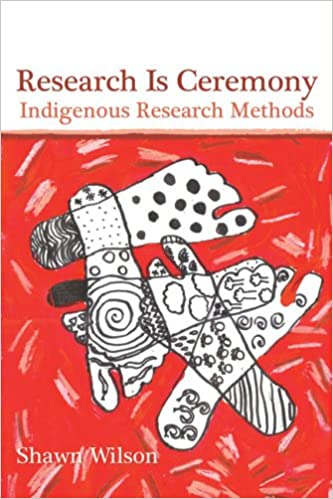 Research Is Ceremony
Indigenous Research Methods
Shawn Wilson